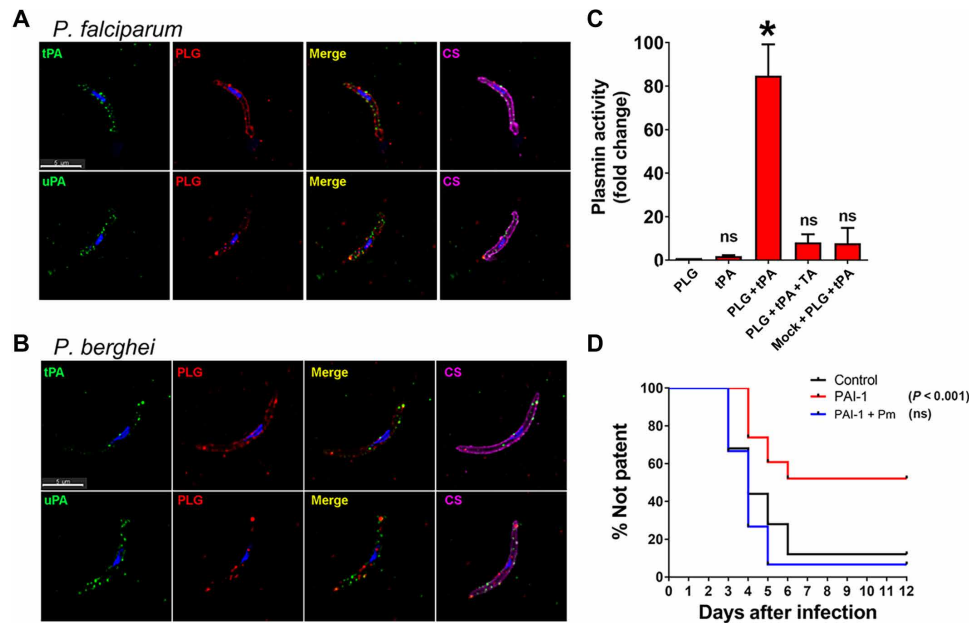 A
P. falciparum
tPA PLG Merge CS
5 µm
uPA PLG Merge CS
B
P. berghei
tPA PLG Merge CS
5 µm
uPA PLG Merge CS
C
Plasmin activity
(fold change)
100
80
60
40
20
0
*
ns
ns
ns
PLG
tPA
PLG + tPA
PLG + tPA + TA
Mock + PLG + tPA
D
Control
PAI-1 (P < 0.001)
PAI-1 + Pm (ns)
% Not patent
100
80
60
40
20
0
0 1 2 3 4 5 6 7 8 9 10 11 12
Days after infection